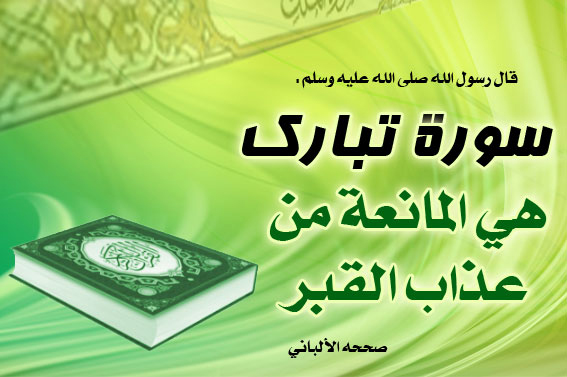 قال رسول الله صلى الله عليه وسلم :
سورة تبارك
هي المانعة من
عذاب القبر
صححه الألباني